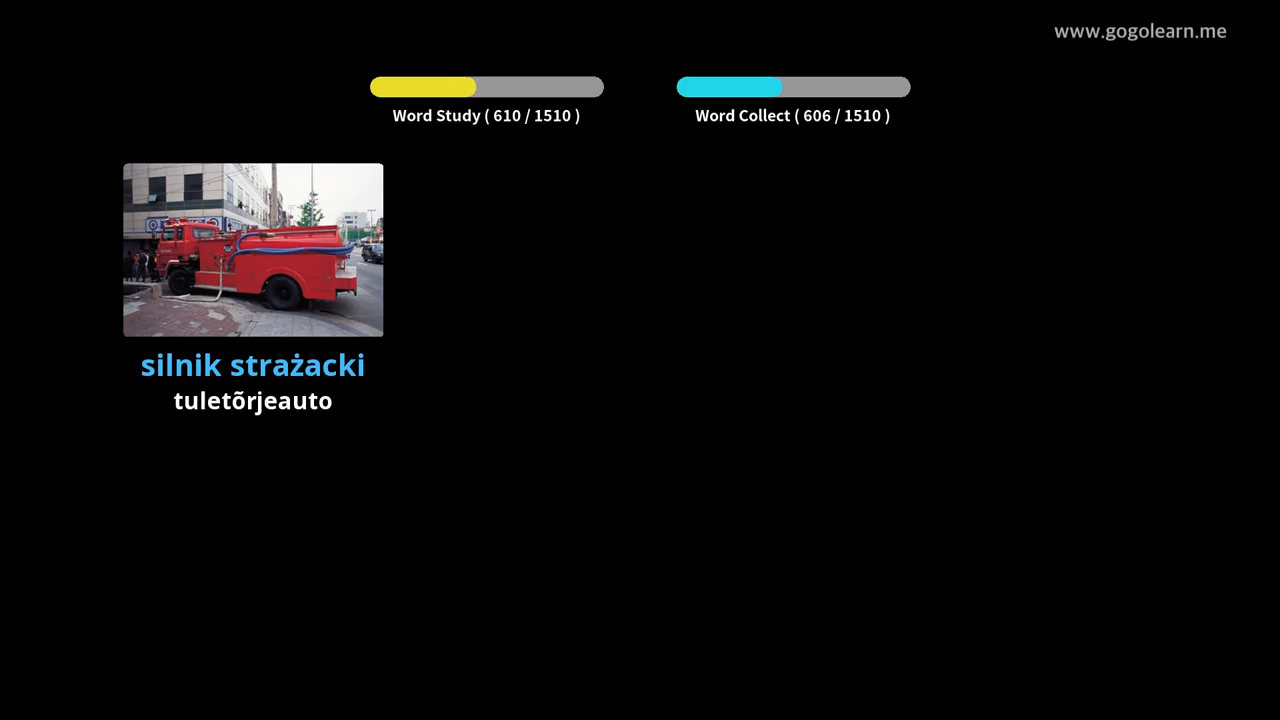 www.gogolearn.me
Word Study ( 610 / 1510 )
Word Collect ( 606 / 1510 )
silnik strażacki
tuletõrjeauto